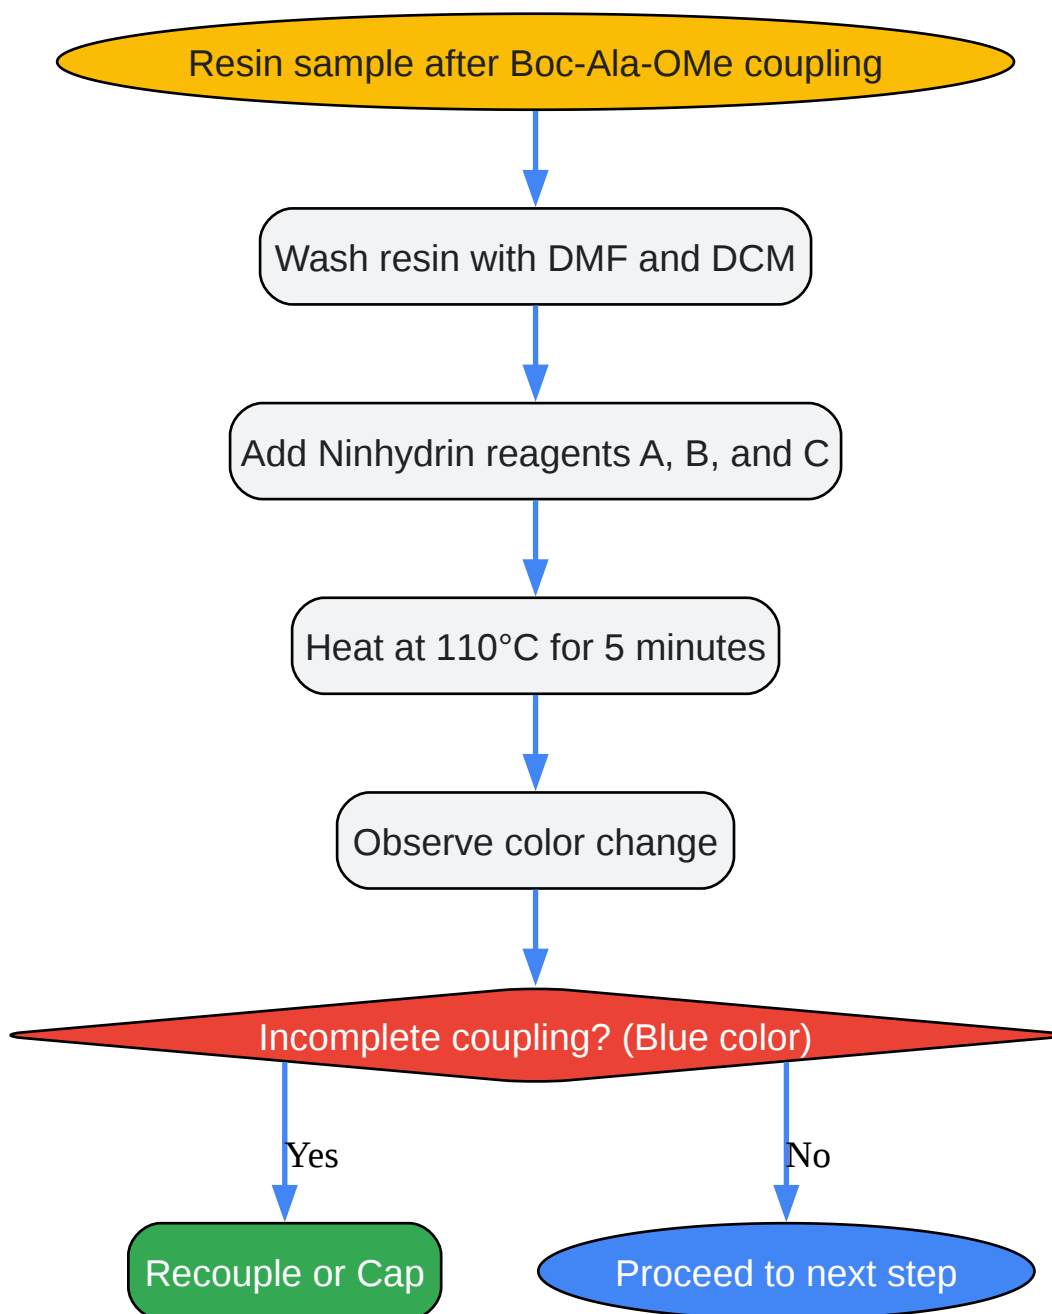 Resin sample after Boc-Ala-OMe coupling
Wash resin with DMF and DCM
Add Ninhydrin reagents A, B, and C
Heat at 110°C for 5 minutes
Observe color change
Incomplete coupling? (Blue color)
Yes
No
Recouple or Cap
Proceed to next step